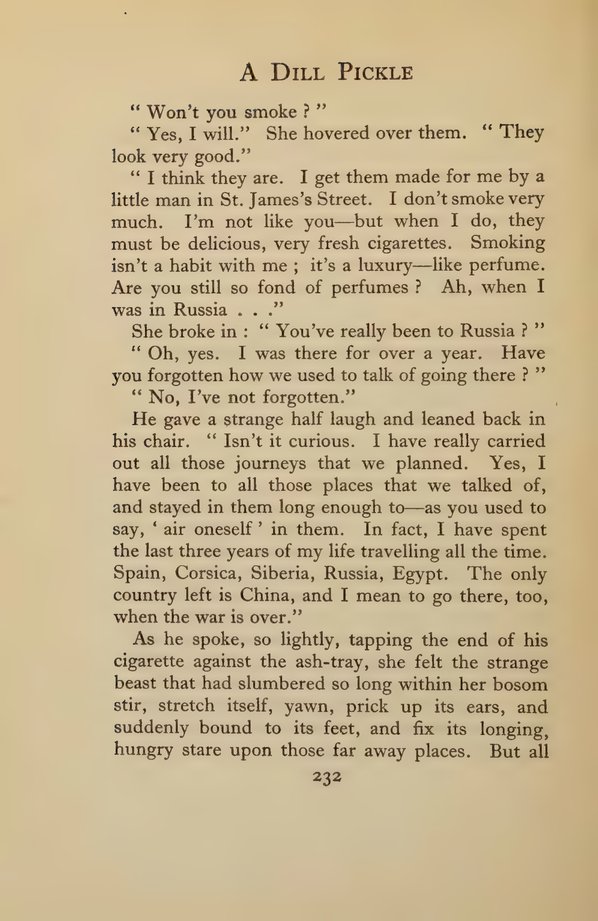 A Dill Pickle
“ Won’t you smoke ? ”
“ Yes, I will.” She hovered over them. “ They
look very good.”
“ I think they are. I get them made for me by a
little man in St. James’s Street. I don’t smoke very
much. I’m not like you—but when I do, they
must be delicious, very fresh cigarettes. Smoking
isn’t a habit with me ; it’s a luxury—like perfume.
Are you still so fond of perfumes ? Ah, when I
was in Russia . . .”
She broke in : “ You’ve really been to Russia ? ”
“ Oh, yes. I was there for over a year. Have
you forgotten how we used to talk of going there ? ”
“ No, I’ve not forgotten.”
He gave a strange half laugh and leaned back in
his chair. “ Isn’t it curious. I have really carried
out all those journeys that we planned. Yes, I
have been to all those places that we talked of,
and stayed in them long enough to—as you used to
say, ‘ air oneself ’ in them. In fact, I have spent
the last three years of my life travelling all the time.
Spain, Corsica, Siberia, Russia, Egypt. The only
country left is China, and I mean to go there, too,
when the war is over.”
As he spoke, so lightly, tapping the end of his
cigarette against the ash-tray, she felt the strange
beast that had slumbered so long within her bosom
stir, stretch itself, yawn, prick up its ears, and
suddenly bound to its feet, and fix its longing,
hungry stare upon those far away places. But all
232